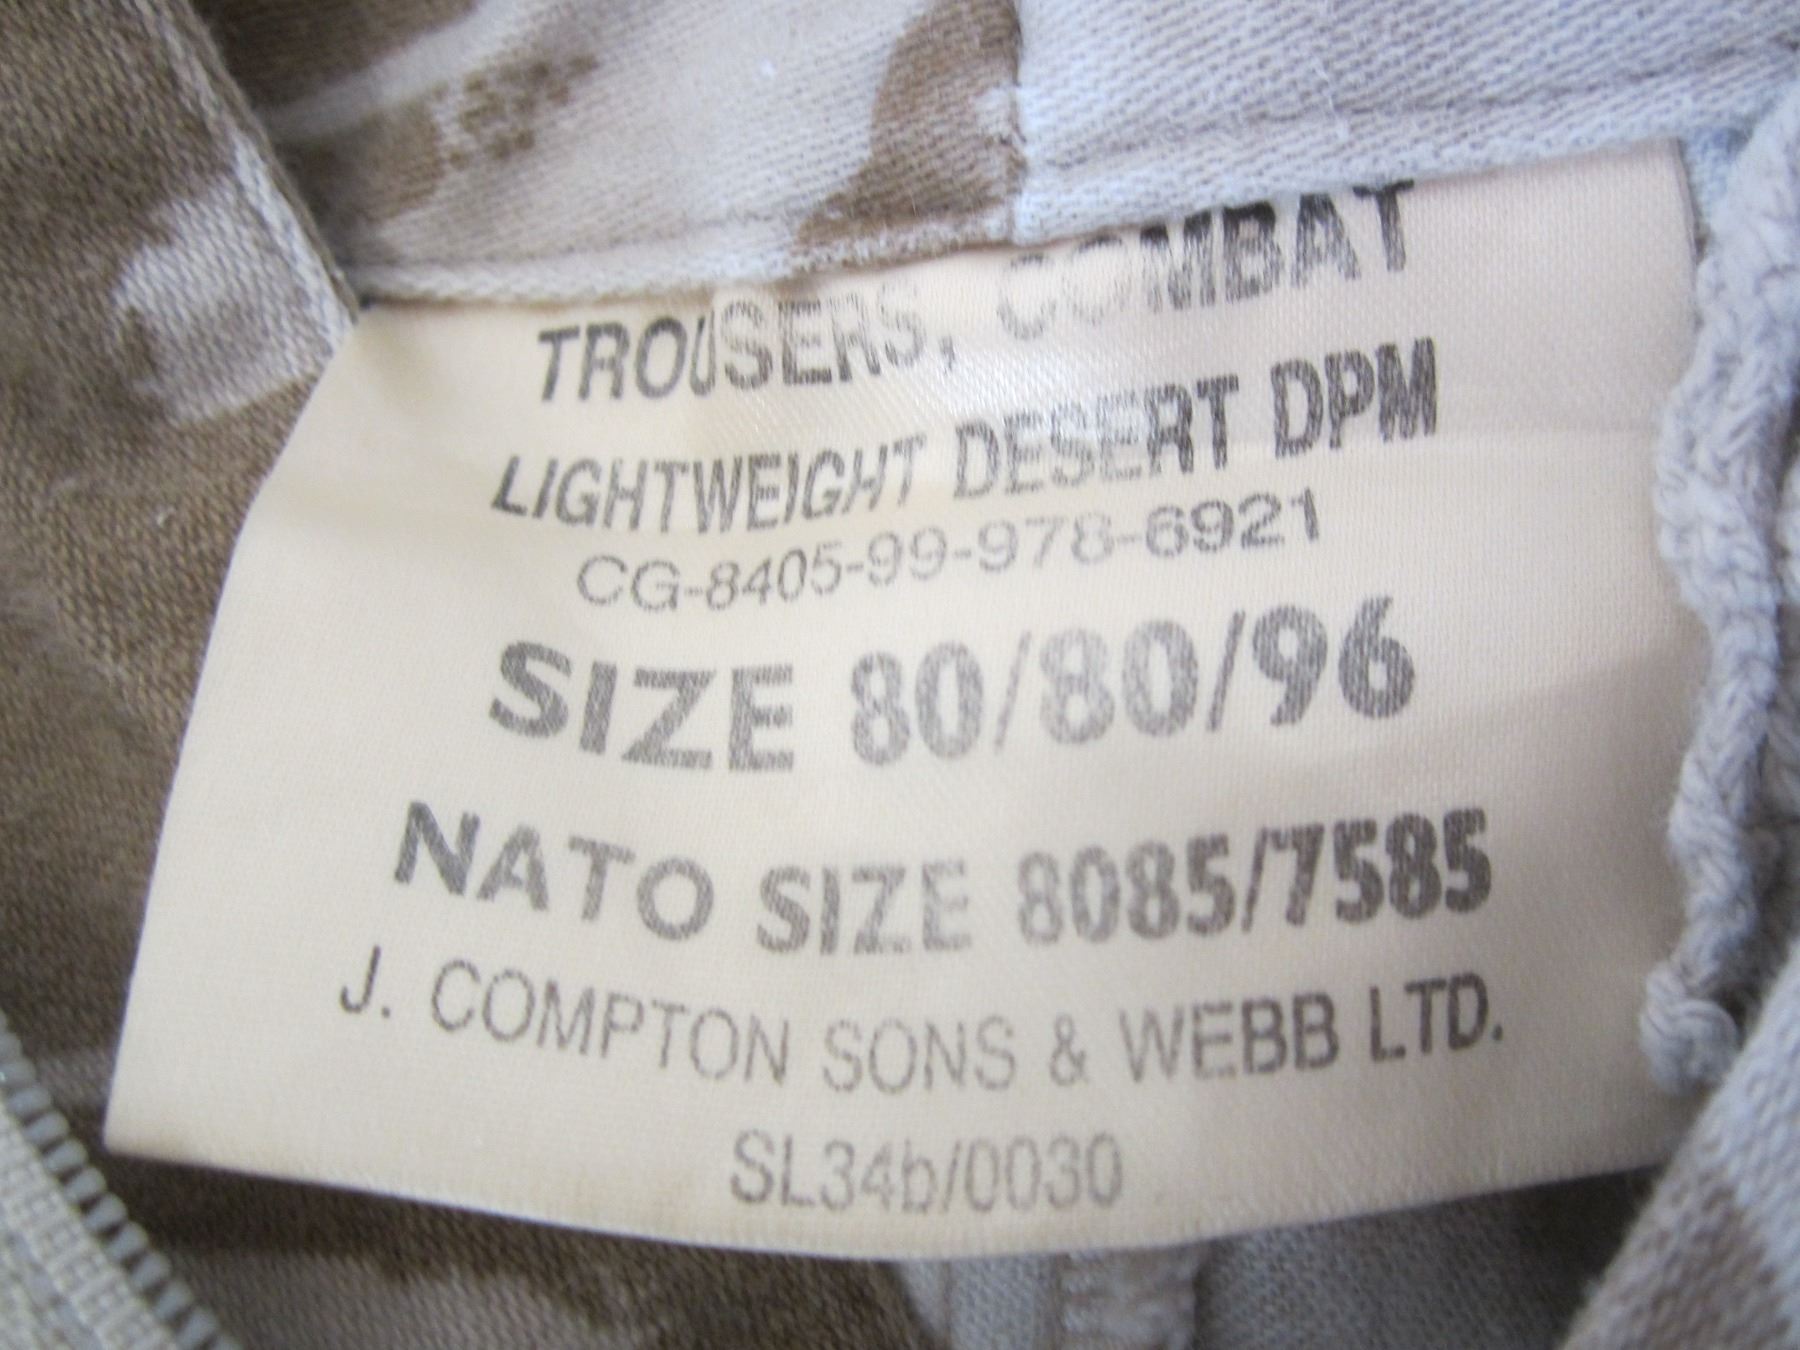 TROUSERS, COMBAT
LIGHTWEIGHT DESERT DPM
CG-8405-99-978-6921
SIZE 80/80/96
NATO SIZE 8085/7585
J. COMPTON SONS & WEBB LTD.
SL34b/0030